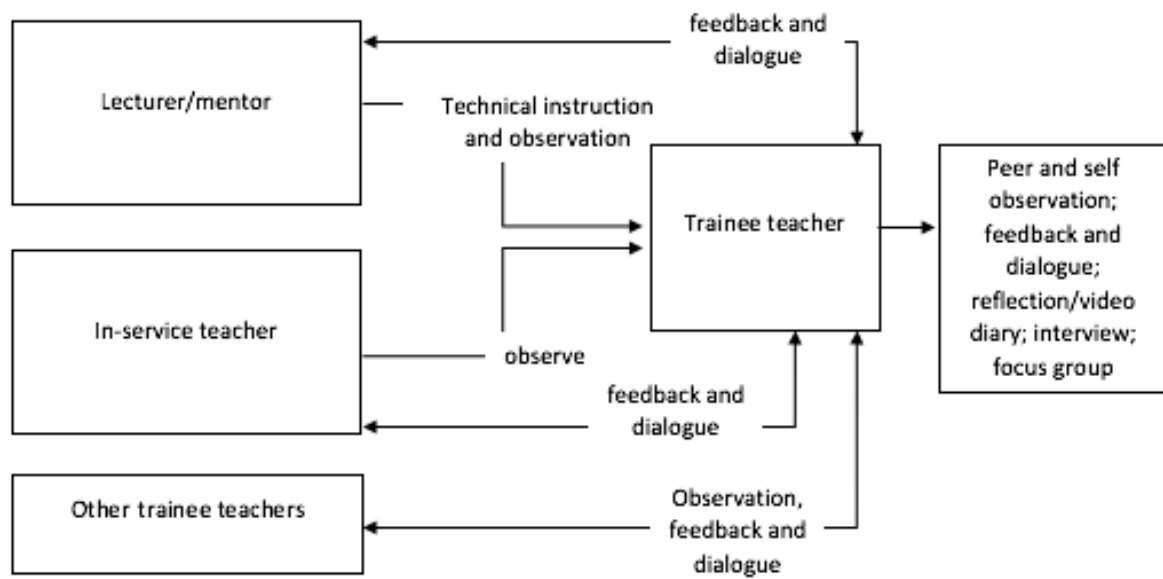 feedback and
dialogue
Lecturer/mentor
Technical instruction
and observation
Trainee teacher
Peer and self
observation;
feedback and
dialogue;
reflection/video
diary; interview;
focus group
In-service teacher
observe
feedback and
dialogue
Other trainee teachers
Observation,
feedback and
dialogue